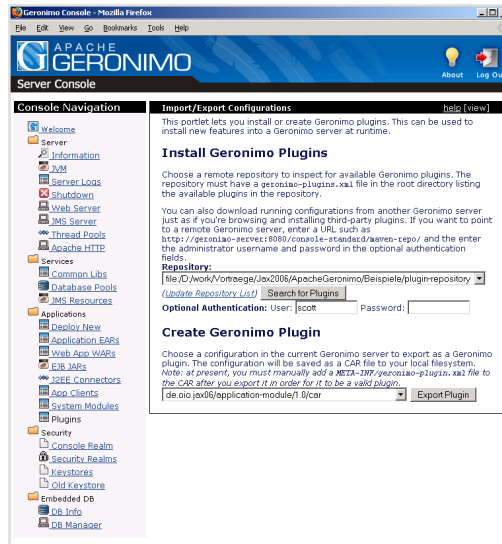 Geronimo Console - Mozilla Firefox
File Edit View Go Bookmarks Tools Help
APACHE
GERONIMO
About Log Ou
Server Console
Console Navigation
Welcome
Server
Information
JVM
Server Logs
Shutdown
Web Server
JMS Server
Thread Pools
Apache HTTP
Services
Common Libs
Database Pools
JMS Resources
Applications
Deploy New
Application EARs
Web App WARs
EJB JARs
J2EE Connectors
App Clients
System Modules
Plugins
Security
Console Realm
Security Realms
Keystores
Old Keystore
Embedded DB
DB Info
DB Manager
Import/Export Configurations help [view]
This portlet lets you install or create Geronimo plugins. This can be used to
install new features into a Geronimo server at runtime.
Install Geronimo Plugins
Choose a remote repository to inspect for available Geronimo plugins. The
repository must have a geronimo-plugins.xml file in the root directory listing
the available plugins in the repository.
You can also download running configurations from another Geronimo server
just as if you're browsing and installing third-party plugins. If you want to point
to a remote Geronimo server, enter a URL such as
http://geronimo-server:8080/console-standard/maven-repo/ and the enter
the administrator username and password in the optional authentication
fields.
Repository:
file:/D:/work/Vortraege/Jax2006/ApacheGeronimo/Beispiele/plugin-repository
(Update Repository List) Search for Plugins
Optional Authentication: User: scott Password:
Create Geronimo Plugin
Choose a configuration in the current Geronimo server to export as a Geronimo
plugin. The configuration will be saved as a CAR file to your local filesystem.
Note: at present, you must manually add a META-INF/geronimo-plugin.xml file to
the CAR after you export it in order for it to be a valid plugin.
de.oio.jax06/application-module/1.0/car Export Plugin